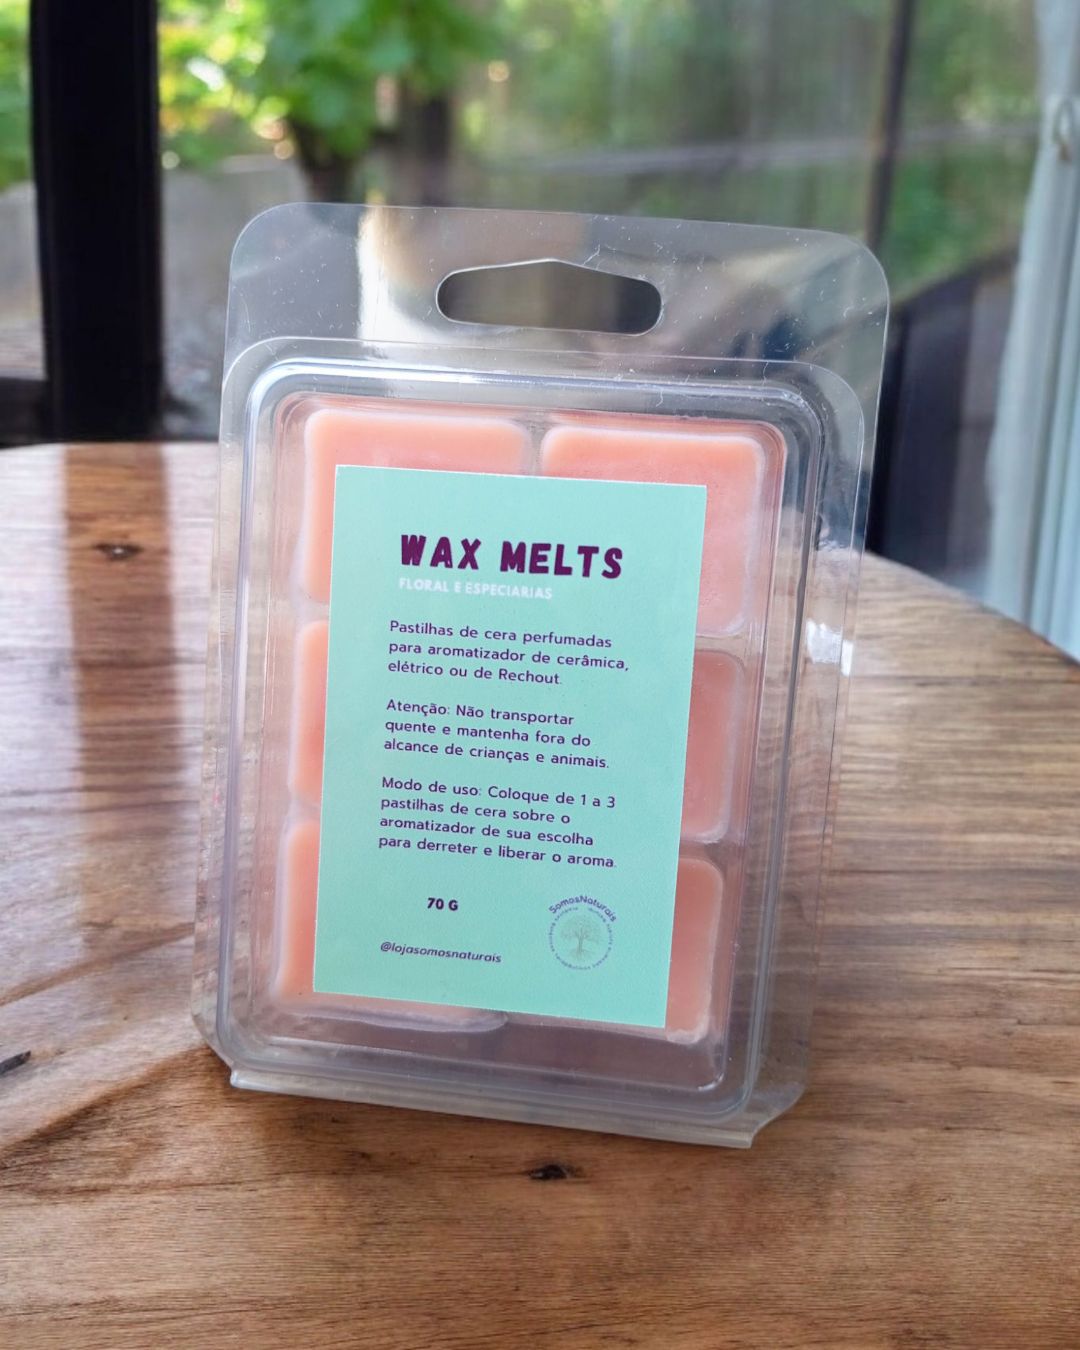 WAX MELTS
FLORAL E ESPECIARIAS
Pastilhas de cera perfumadas
para aromatizador de cerâmica,
elétrico ou de Rechout.
Atenção: Não transportar
quente e mantenha fora do
alcance de crianças e animais.
Modo de uso: Coloque de 1 a 3
pastilhas de cera sobre o
aromatizador de sua escolha
para derreter e liberar o aroma.
70 G
SomosNaturais
@lojasomosnaturais